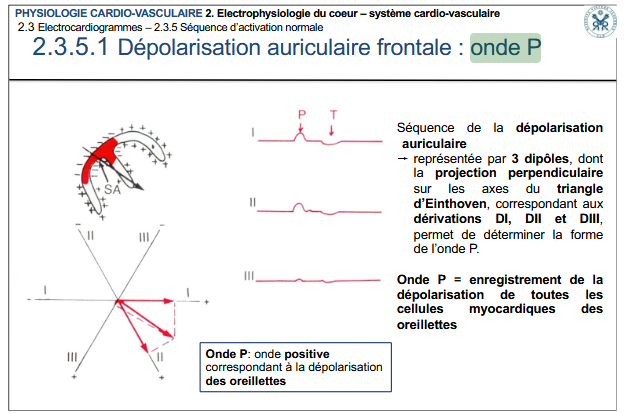 PHYSIOLOGIE CARDIO-VASCULAIRE 2. Electrophysiologie du coeur – système cardio-vasculaire
2.3 Electrocardiogrammes – 2.3.5 Séquence d'activation normale
2.3.5.1 Dépolarisation auriculaire frontale : onde P
P T
I
SA
II
III
II
III
I
I
III
II
Séquence de la dépolarisation
auriculaire
→ représentée par 3 dipôles, dont
la projection perpendiculaire
sur les axes du triangle
d'Einthoven, correspondant aux
dérivations DI, DII et DIII,
permet de déterminer la forme
de l'onde P.
Onde P = enregistrement de la
dépolarisation de toutes les
cellules myocardiques des
oreillettes
Onde P: onde positive
correspondant à la dépolarisation
des oreillettes